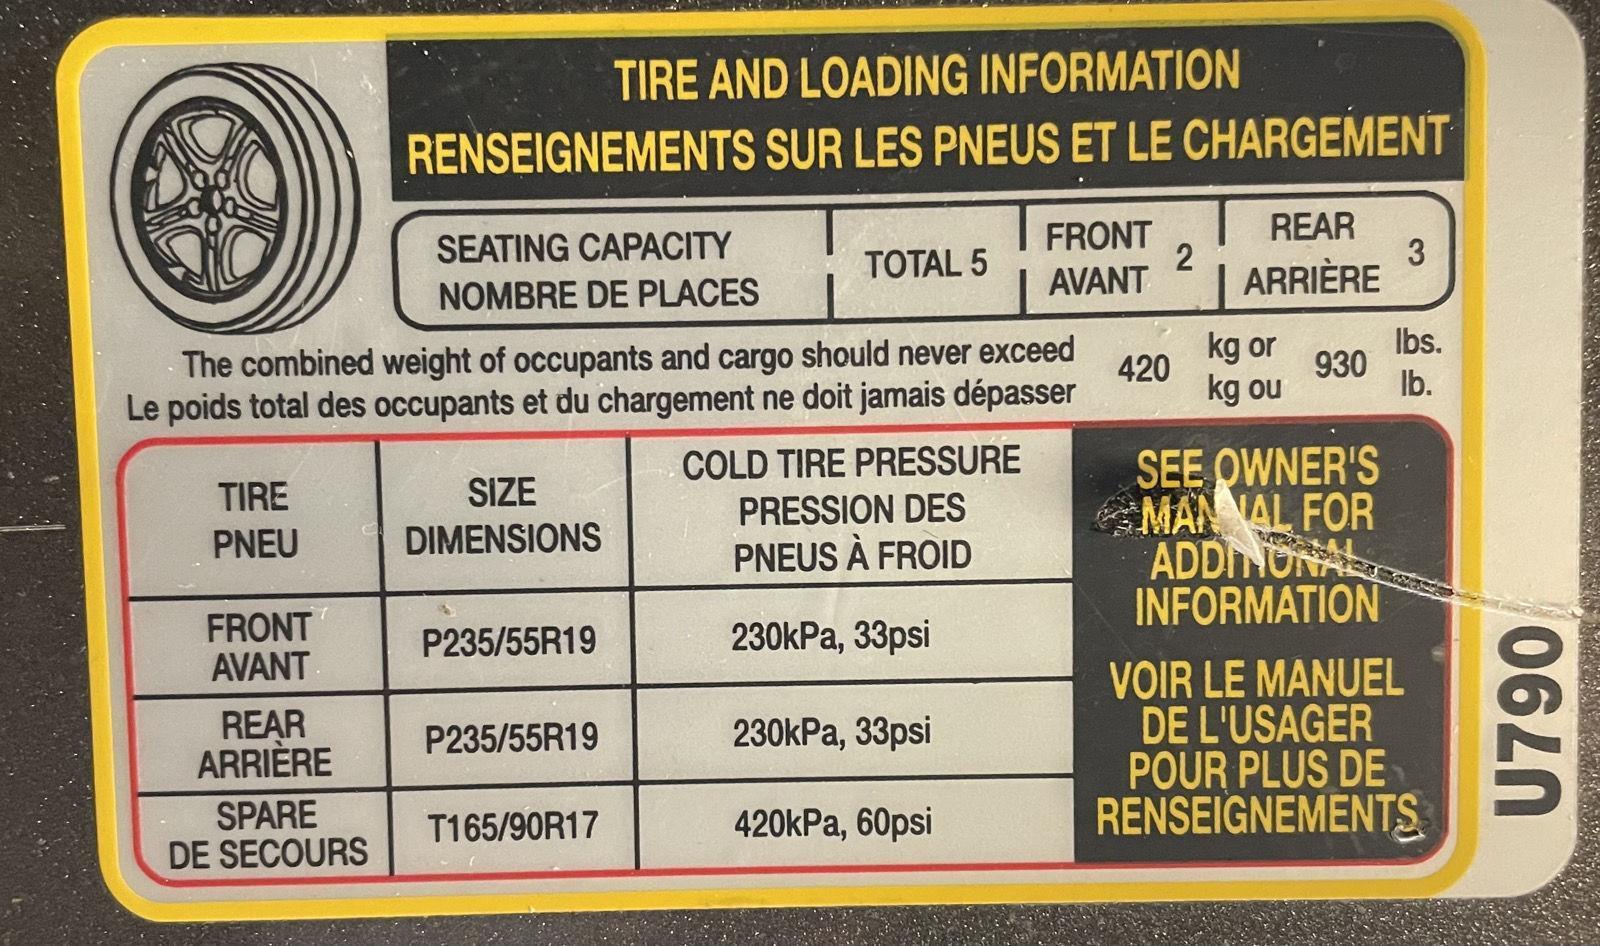 TIRE AND LOADING INFORMATION
RENSEIGNEMENTS SUR LES PNEUS ET LE CHARGEMENT
SEATING CAPACITY
NOMBRE DE PLACES
TOTAL 5
FRONT
AVANT
2
REAR
ARRIÈRE
3
The combined weight of occupants and cargo should never exceed 420 kg or 930 lbs.
Le poids total des occupants et du chargement ne doit jamais dépasser kg ou lb.
TIRE
PNEU
SIZE
DIMENSIONS
COLD TIRE PRESSURE
PRESSION DES
PNEUS À FROID
FRONT
AVANT
P235/55R19
230kPa, 33psi
REAR
ARRIÈRE
P235/55R19
230kPa, 33psi
SPARE
DE SECOURS
T165/90R17
420kPa, 60psi
SEE OWNER'S
MANUAL FOR
ADDITIONAL
INFORMATION
VOIR LE MANUEL
DE L'USAGER
POUR PLUS DE
RENSEIGNEMENTS
U790